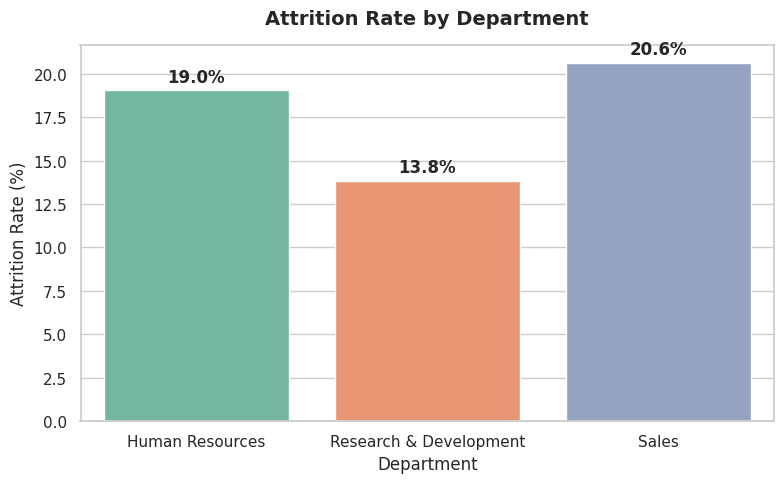 Attrition Rate by Department
Attrition Rate (%)
20.0
17.5
15.0
12.5
10.0
7.5
5.0
2.5
0.0
19.0%
13.8%
20.6%
Human Resources
Research & Development
Sales
Department